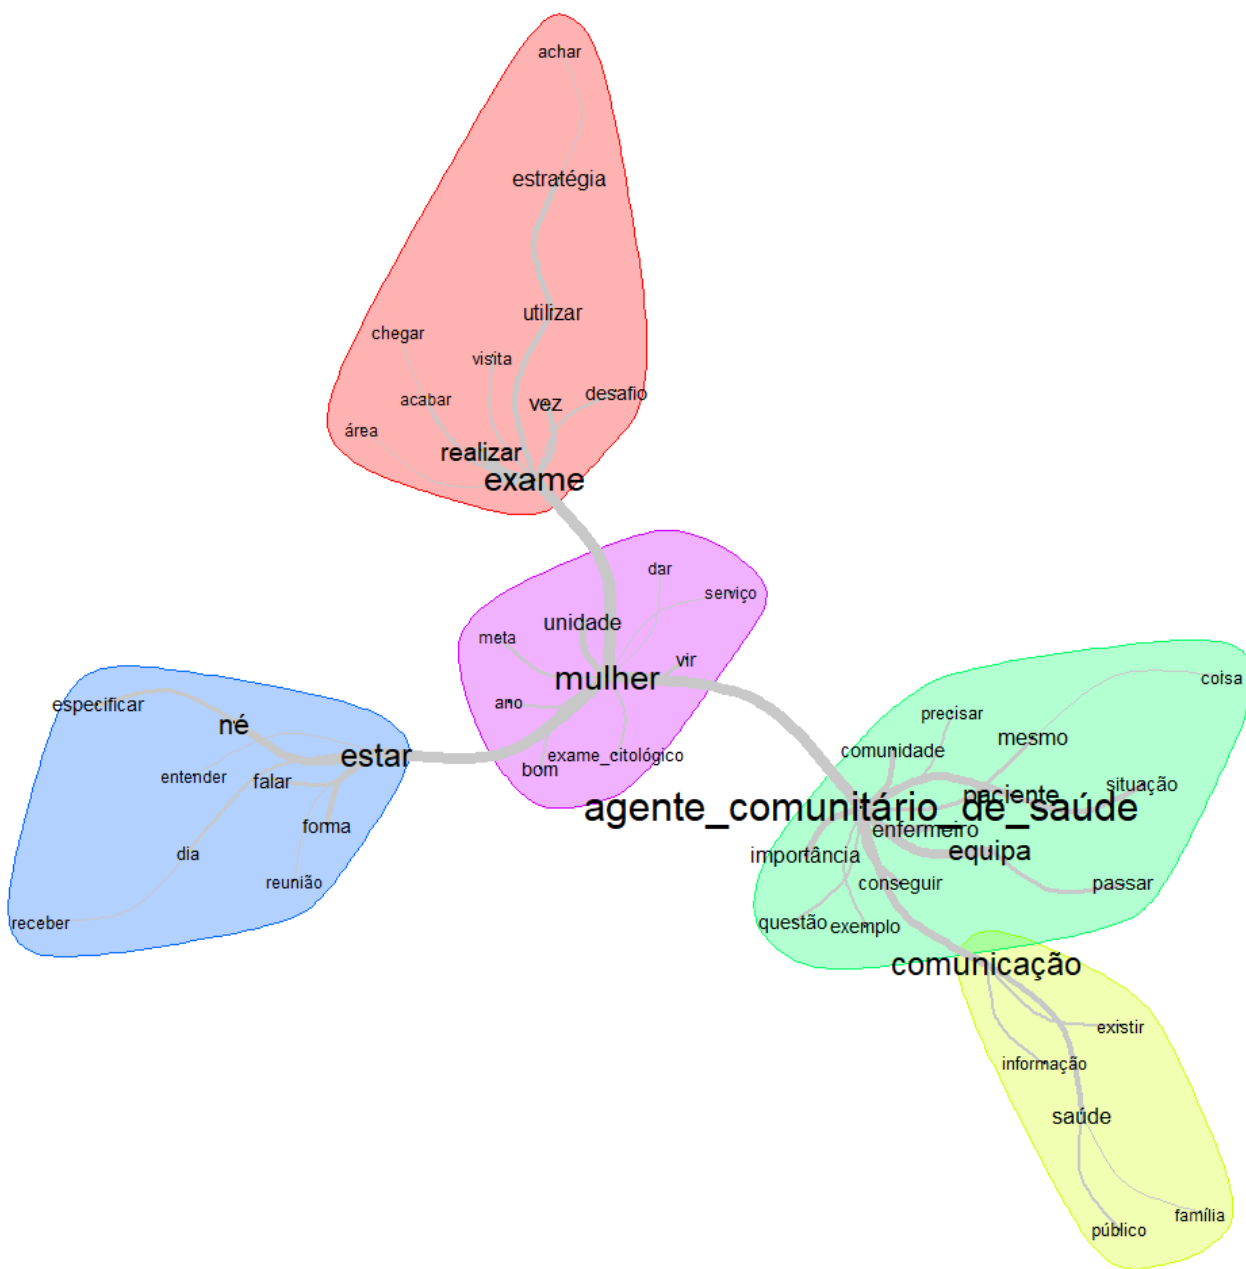 achar
estratégia
utilizar
chegar
visita
acabar
vez
desafio
área
realizar
exame
dar
serviço
unidade
meta
vir
mulher
ano
exame_citológico
bom
especificar
né
estar
entender
falar
forma
dia
reunião
receber
coisa
precisar
mesmo
comunidade
situação
paciente
agente_comunitário_de_saúde
enfermeiro
equipa
importância
conseguir
passar
questão
exemplo
comunicação
existir
informação
saúde
família
público